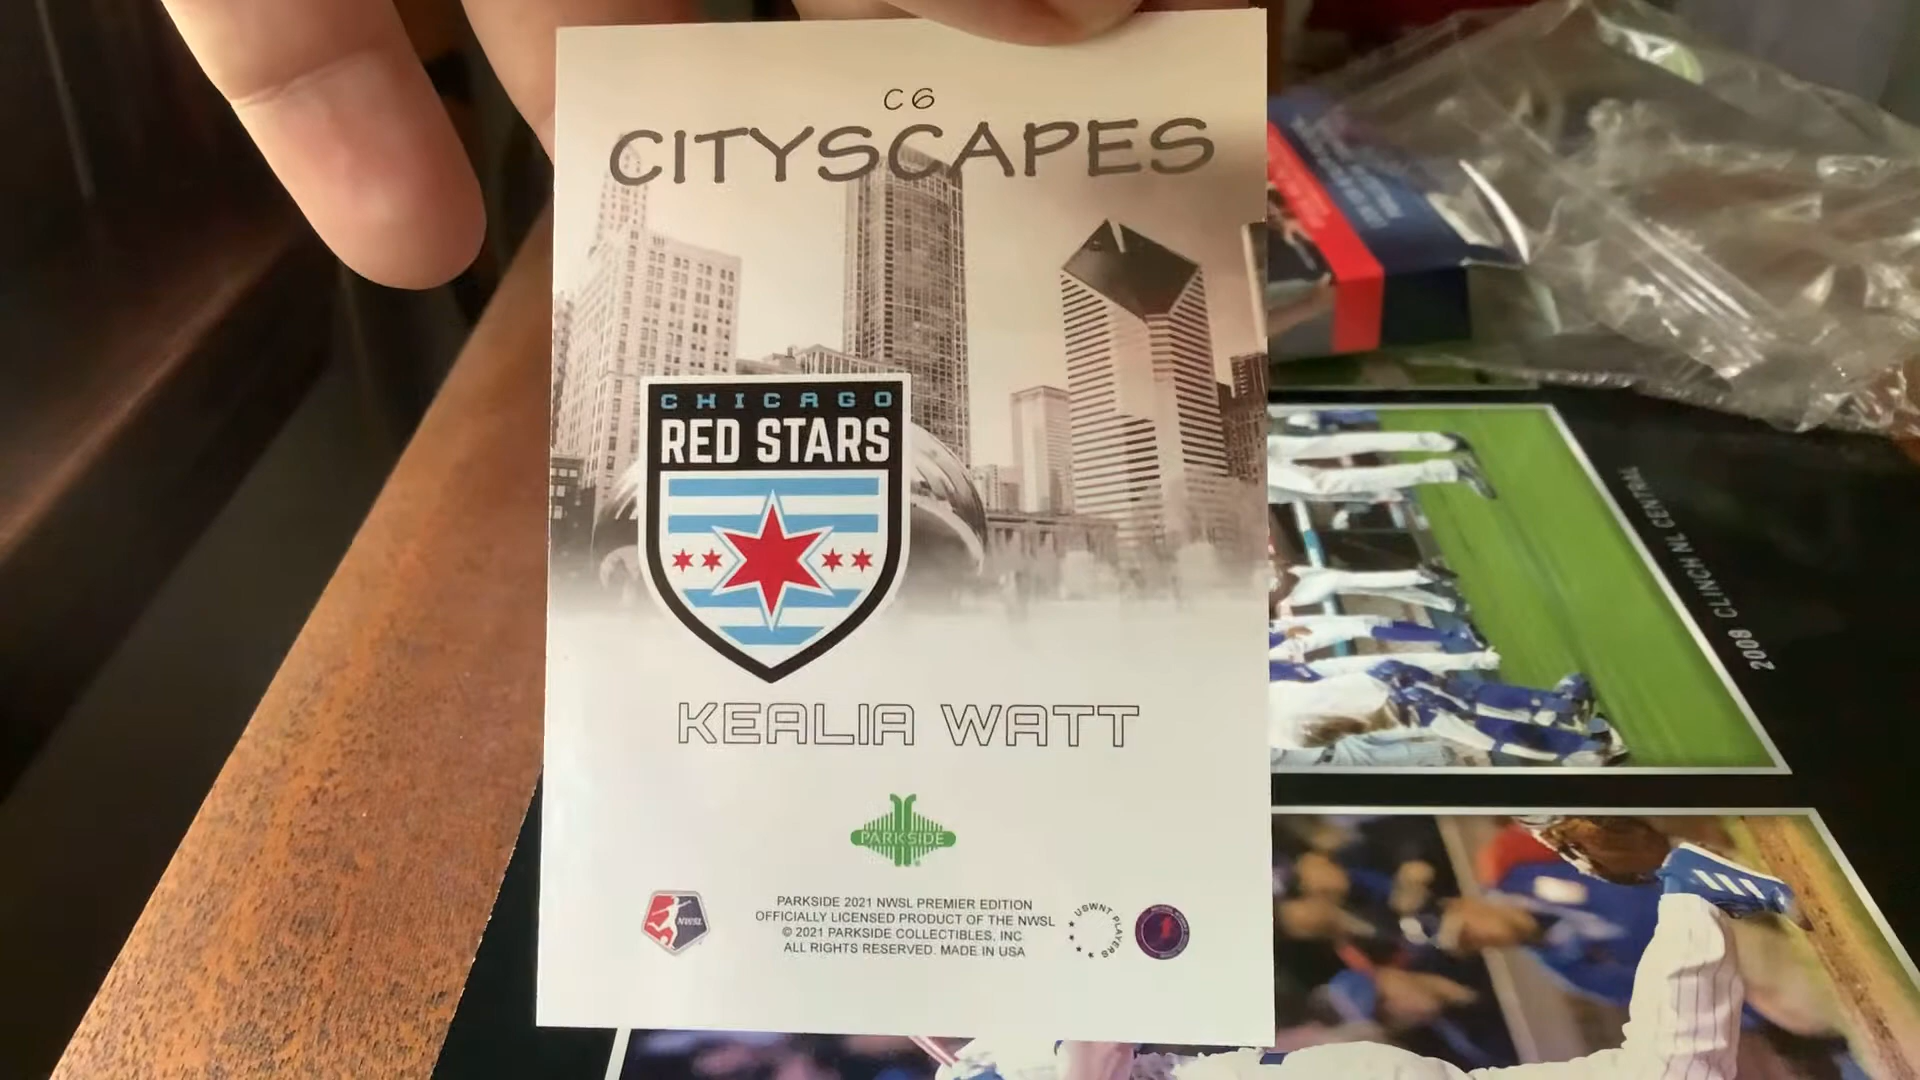 C6
CITYSCAPES
CHICAGO
RED STARS
KEALIA WATT
PARKSIDE
NWSL
PARKSIDE 2021 NWSL PREMIER EDITION
OFFICIALLY LICENSED PRODUCT OF THE NWSL
© 2021 PARKSIDE COLLECTIBLES, INC
ALL RIGHTS RESERVED. MADE IN USA
USWNT PLAYERS
2008 CLINCH NL CENTRAL